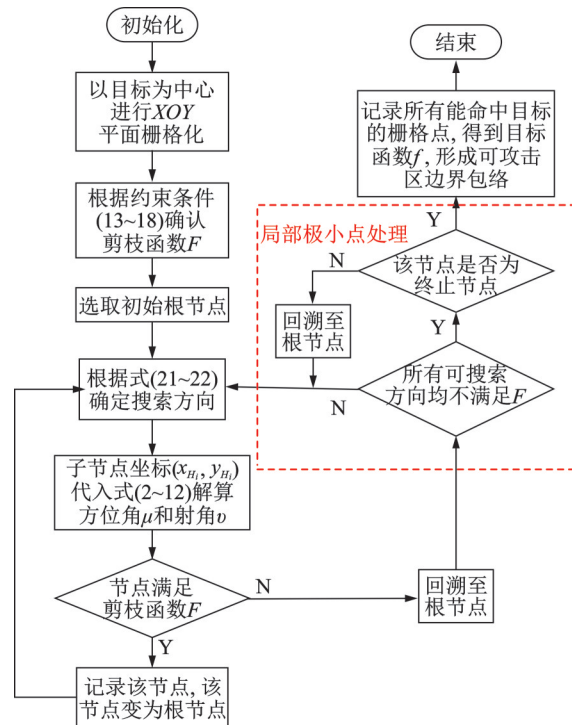 初始化
以目标为中心
进行XOY
平面栅格化
根据约束条件
(13~18)确认
剪枝函数F
选取初始根节点
根据式(21~22)
确定搜索方向
子节点坐标(x_{H_i}, y_{H_i})
代入式(2~12)解算
方位角μ和射角υ
节点满足
剪枝函数F
N
Y
记录该节点, 该
节点变为根节点
回溯至
根节点
所有可搜索
方向均不满足F
N
Y
局部极小点处理
该节点是否为
终止节点
N
回溯至
根节点
Y
记录所有能命中目标
的栅格点, 得到目标
函数f, 形成可攻击
区边界包络
结束